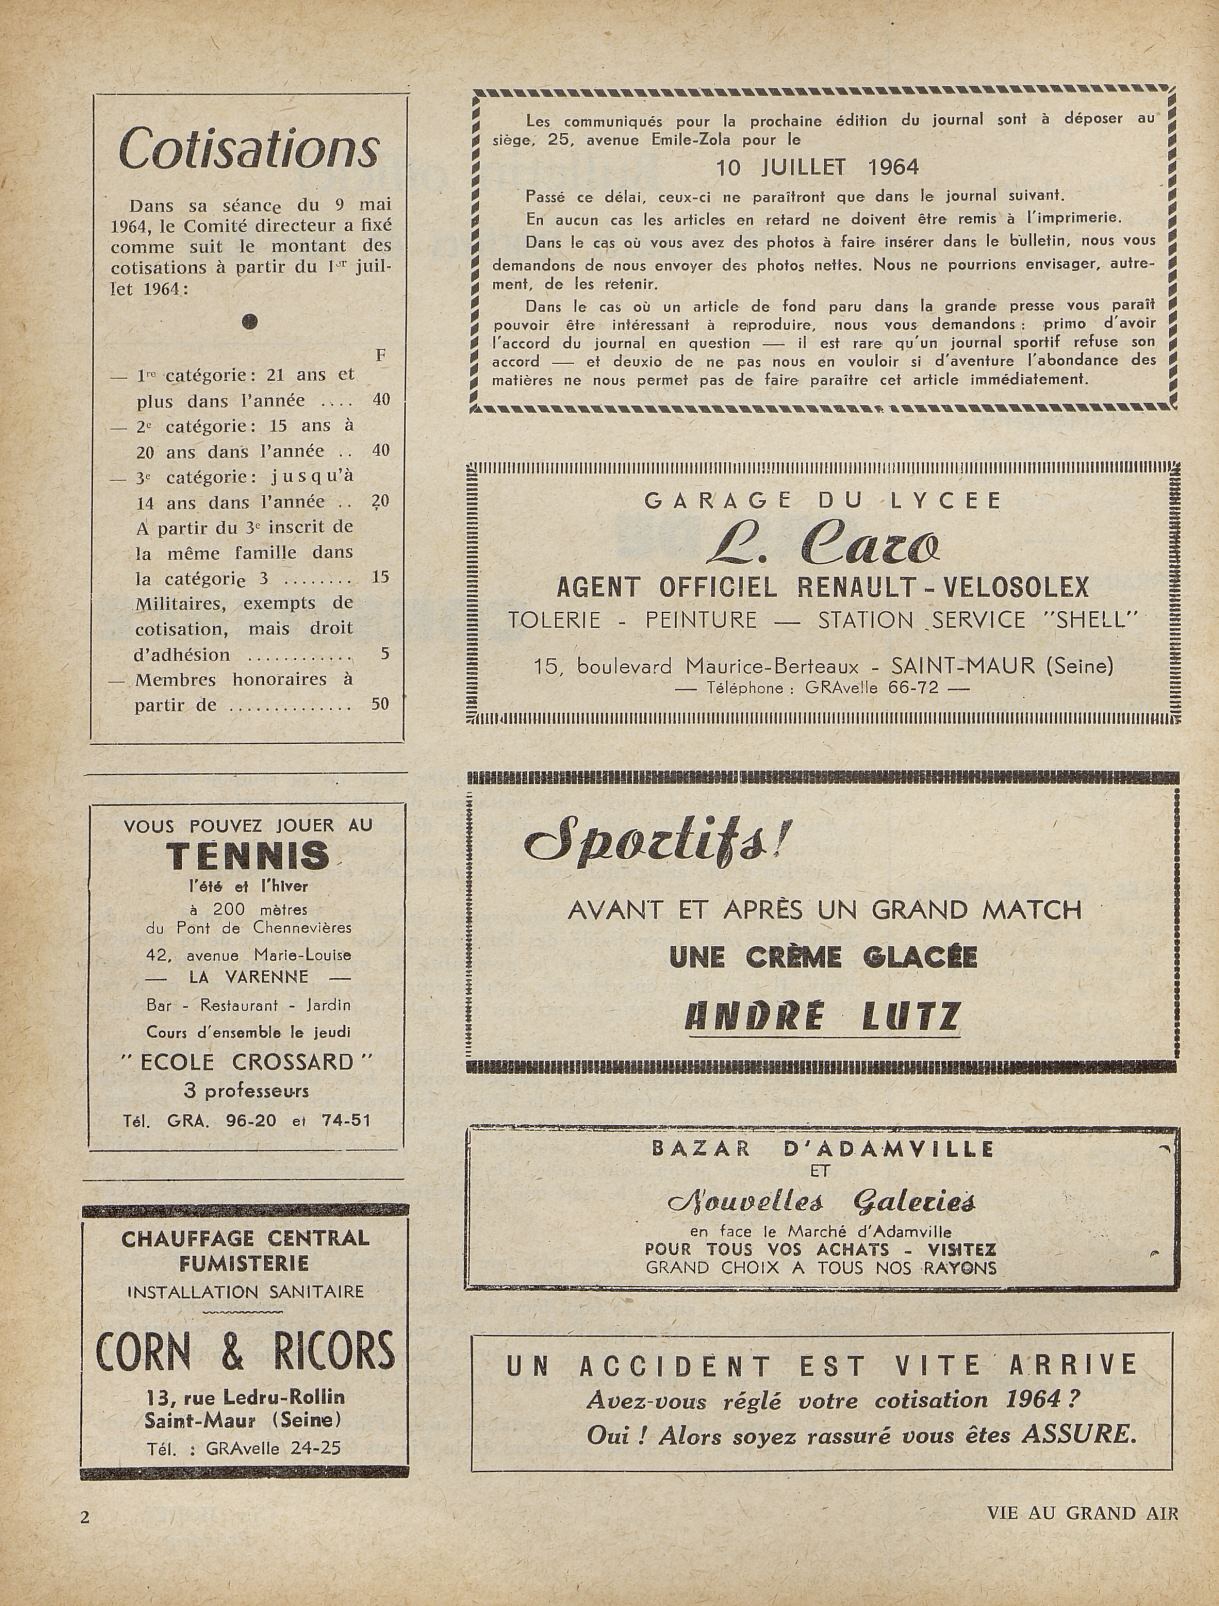 Cotisations
Dans sa séance du 9 mai
1964, le Comité directeur a fixé
comme suit le montant des
cotisations à partir du 1er juil-
let 1964 :
F
— 1re catégorie : 21 ans et
plus dans l'année .... 40
— 2e catégorie : 15 ans à
20 ans dans l'année .. 40
— 3e catégorie : jusqu'à
14 ans dans l'année .. 20
A partir du 3e inscrit de
la même famille dans
la catégorie 3 ........ 15
Militaires, exempts de
cotisation, mais droit
d'adhésion ............ 5
— Membres honoraires à
partir de .............. 50
VOUS POUVEZ JOUER AU
TENNIS
l'été et l'hiver
à 200 mètres
du Pont de Chennevières
42, avenue Marie-Louise
— LA VARENNE —
Bar - Restaurant - Jardin
Cours d'ensemble le jeudi
" ECOLE CROSSARD "
3 professeurs
Tél. GRA. 96-20 et 74-51
CHAUFFAGE CENTRAL
FUMISTERIE
INSTALLATION SANITAIRE
CORN & RICORS
13, rue Ledru-Rollin
Saint-Maur (Seine)
Tél. : GRAvelle 24-25
Les communiqués pour la prochaine édition du journal sont à déposer au
siège, 25, avenue Emile-Zola pour le
10 JUILLET 1964
Passé ce délai, ceux-ci ne paraîtront que dans le journal suivant.
En aucun cas les articles en retard ne doivent être remis à l'imprimerie.
Dans le cas où vous avez des photos à faire insérer dans le bulletin, nous vous
demandons de nous envoyer des photos nettes. Nous ne pourrions envisager, autre-
ment, de les retenir.
Dans le cas où un article de fond paru dans la grande presse vous paraît
pouvoir être intéressant à reproduire, nous vous demandons : primo d'avoir
l'accord du journal en question — il est rare qu'un journal sportif refuse son
accord — et deuxio de ne pas nous en vouloir si d'aventure l'abondance des
matières ne nous permet pas de faire paraître cet article immédiatement.
GARAGE DU LYCEE
L. Caro
AGENT OFFICIEL RENAULT - VELOSOLEX
TOLERIE - PEINTURE — STATION SERVICE "SHELL"
15, boulevard Maurice-Berteaux - SAINT-MAUR (Seine)
— Téléphone : GRAvelle 66-72 —
Sportifs!
AVANT ET APRÈS UN GRAND MATCH
UNE CRÈME GLACÉE
ANDRÉ LUTZ
BAZAR D'ADAMVILLE
ET
Nouvelles Galeries
en face le Marché d'Adamville
POUR TOUS VOS ACHATS - VISITEZ
GRAND CHOIX A TOUS NOS RAYONS
UN ACCIDENT EST VITE ARRIVE
Avez-vous réglé votre cotisation 1964 ?
Oui ! Alors soyez rassuré vous êtes ASSURE.
2
VIE AU GRAND AIR